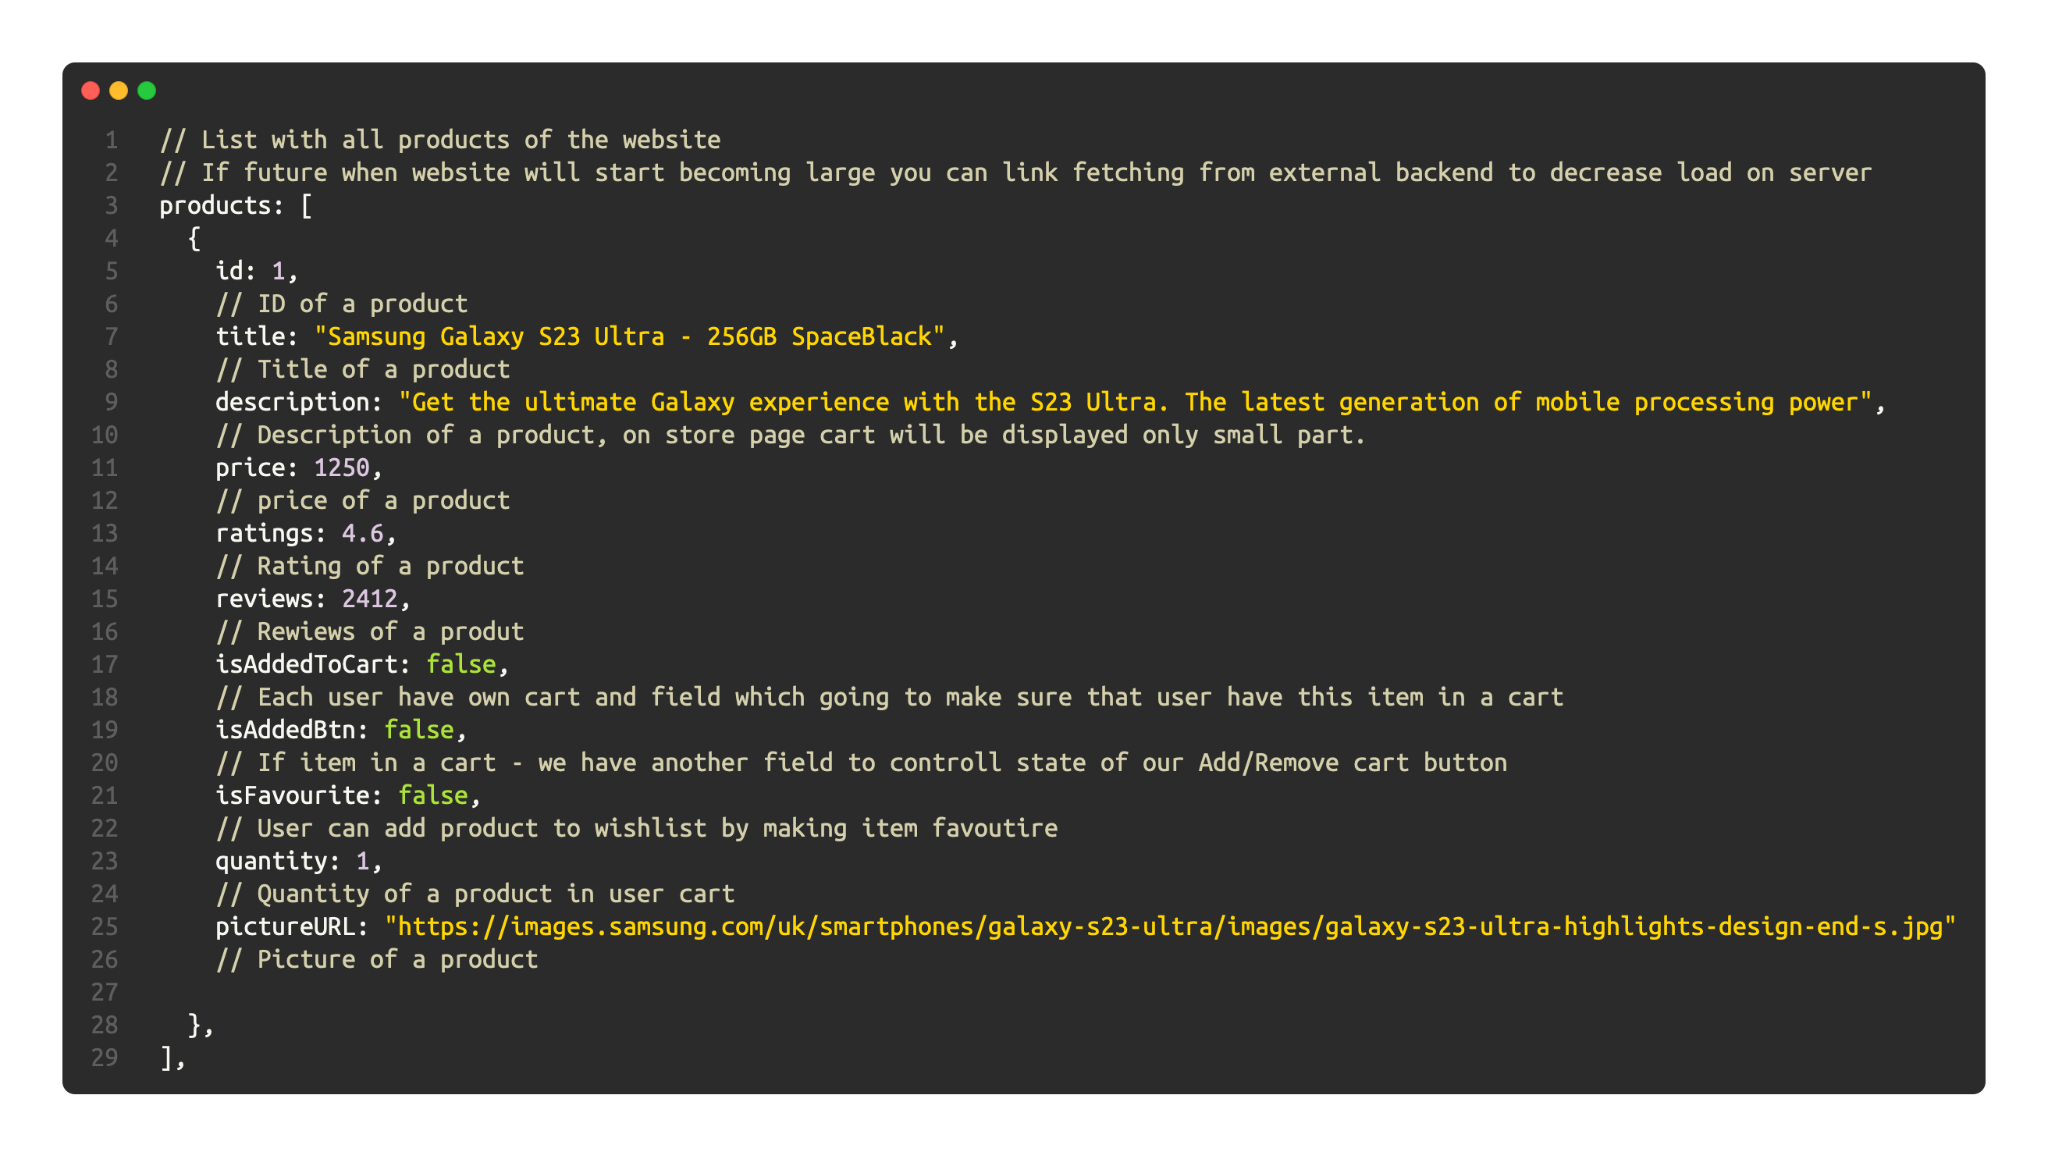 1 // List with all products of the website
2 // If future when website will start becoming large you can link fetching from external backend to decrease load on server
3 products: [
4 {
5 id: 1,
6 // ID of a product
7 title: "Samsung Galaxy S23 Ultra - 256GB SpaceBlack",
8 // Title of a product
9 description: "Get the ultimate Galaxy experience with the S23 Ultra. The latest generation of mobile processing power",
10 // Description of a product, on store page cart will be displayed only small part.
11 price: 1250,
12 // price of a product
13 ratings: 4.6,
14 // Rating of a product
15 reviews: 2412,
16 // Rewiews of a produt
17 isAddedToCart: false,
18 // Each user have own cart and field which going to make sure that user have this item in a cart
19 isAddedBtn: false,
20 // If item in a cart - we have another field to controll state of our Add/Remove cart button
21 isFavourite: false,
22 // User can add product to wishlist by making item favoutire
23 quantity: 1,
24 // Quantity of a product in user cart
25 pictureURL: "https://images.samsung.com/uk/smartphones/galaxy-s23-ultra/images/galaxy-s23-ultra-highlights-design-end-s.jpg"
26 // Picture of a product
27
28 },
29 ],